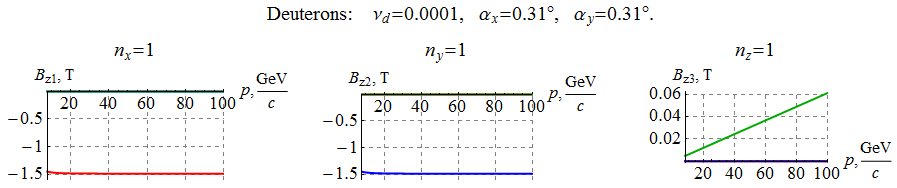 Deuterons: ν_d=0.0001, α_x=0.31°, α_y=0.31°.
n_x=1
B_z1, T
p, GeV/c
20 40 60 80 100
−0.5
−1
−1.5
n_y=1
B_z2, T
p, GeV/c
20 40 60 80 100
−0.5
−1
−1.5
n_z=1
B_z3, T
0.06
0.04
0.02
20 40 60 80 100
p, GeV/c